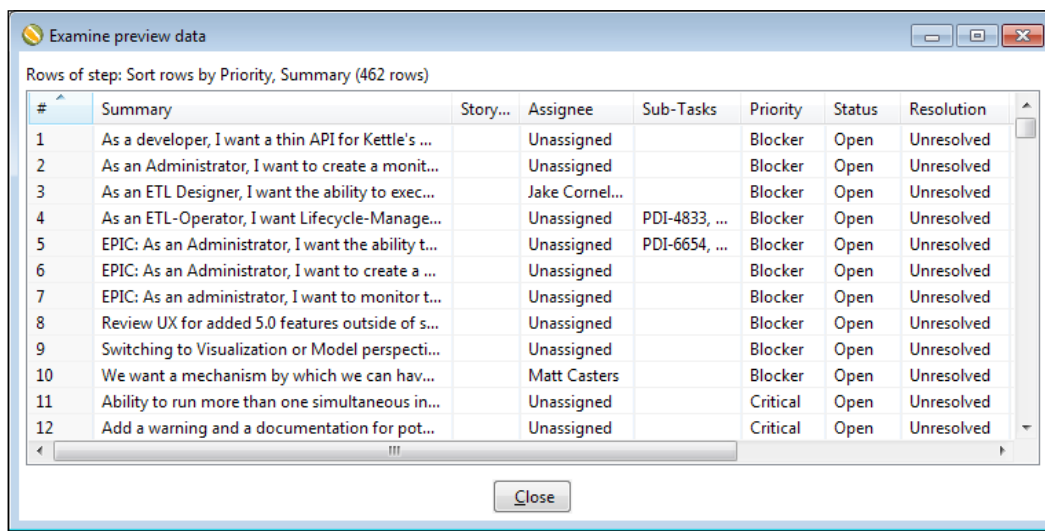 Examine preview data
Rows of step: Sort rows by Priority, Summary (462 rows)
# Summary Story... Assignee Sub-Tasks Priority Status Resolution
1 As a developer, I want a thin API for Kettle's ... Unassigned Blocker Open Unresolved
2 As an Administrator, I want to create a monit... Unassigned Blocker Open Unresolved
3 As an ETL Designer, I want the ability to exec... Jake Cornel... Blocker Open Unresolved
4 As an ETL-Operator, I want Lifecycle-Manage... Unassigned PDI-4833, ... Blocker Open Unresolved
5 EPIC: As an Administrator, I want the ability t... Unassigned PDI-6654, ... Blocker Open Unresolved
6 EPIC: As an Administrator, I want to create a ... Unassigned Blocker Open Unresolved
7 EPIC: As an administrator, I want to monitor t... Unassigned Blocker Open Unresolved
8 Review UX for added 5.0 features outside of s... Unassigned Blocker Open Unresolved
9 Switching to Visualization or Model perspecti... Unassigned Blocker Open Unresolved
10 We want a mechanism by which we can hav... Matt Casters Blocker Open Unresolved
11 Ability to run more than one simultaneous in... Unassigned Critical Open Unresolved
12 Add a warning and a documentation for pot... Unassigned Critical Open Unresolved
Close